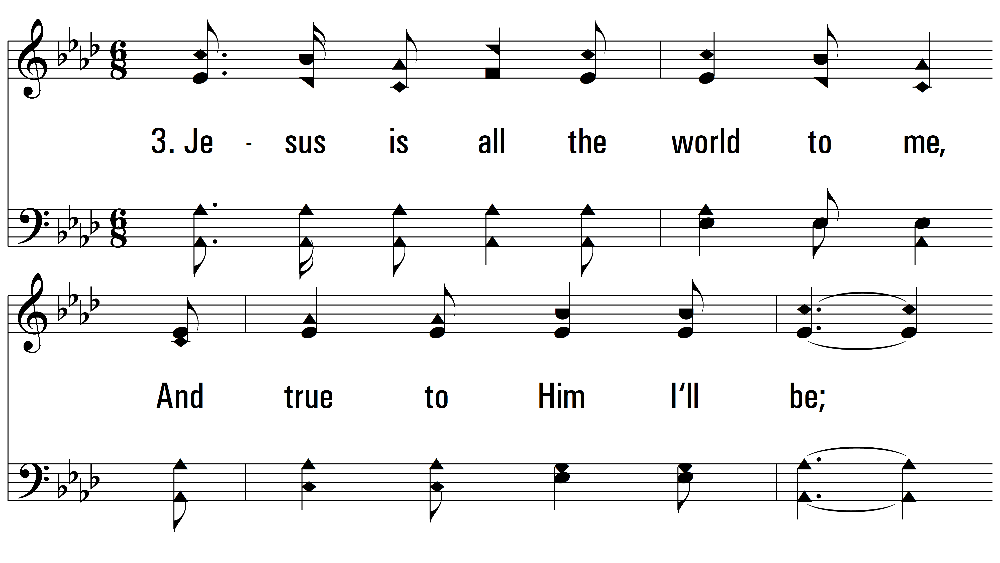 3. Je - sus is all the world to me,
And true to Him I‘ll be;